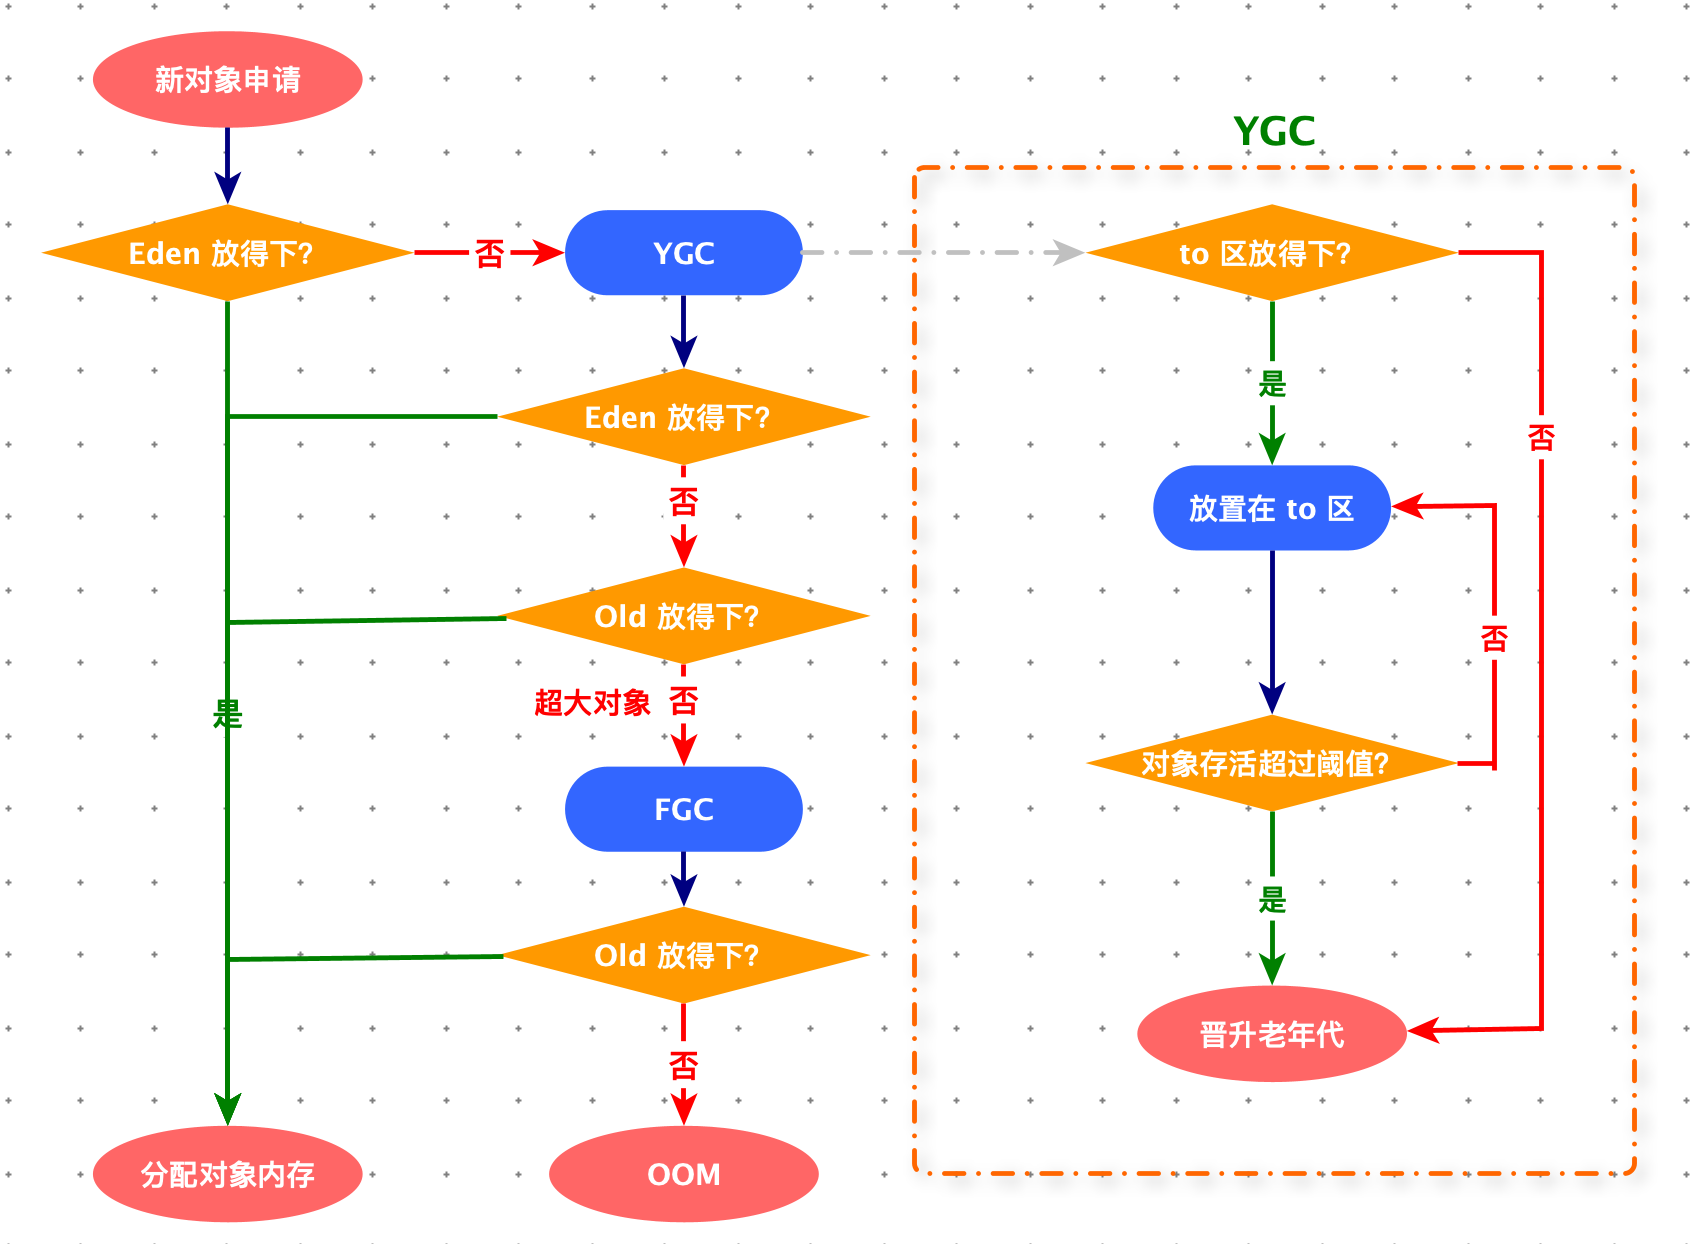 新对象申请
Eden 放得下?
否
YGC
Eden 放得下?
否
Old 放得下?
超大对象
否
是
FGC
Old 放得下?
否
分配对象内存
OOM
YGC
to 区放得下?
是
否
放置在 to 区
否
对象存活超过阈值?
是
晋升老年代